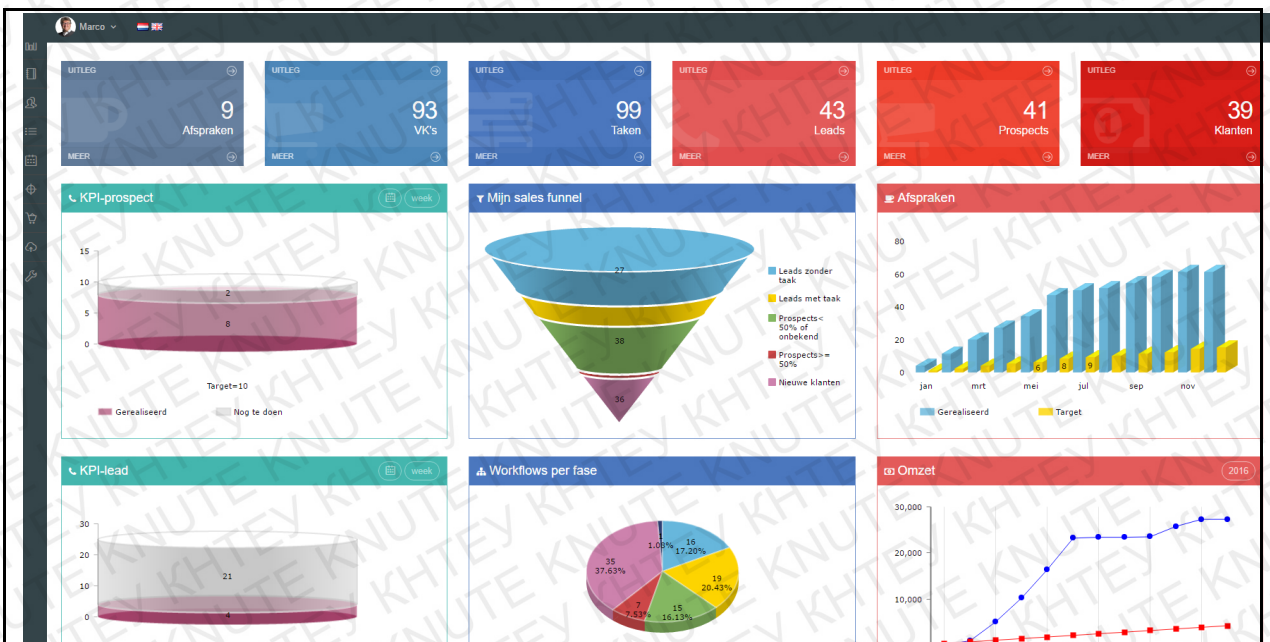 Marco
UITLEG
9
Afspraken
MEER
UITLEG
93
VK's
MEER
UITLEG
99
Taken
MEER
UITLEG
43
Leads
MEER
UITLEG
41
Prospects
MEER
UITLEG
39
Klanten
MEER
KPI-prospect
week
15
10
5
0
2
8
Target=10
Gerealiseerd
Nog te doen
Mijn sales funnel
27
38
36
Leads zonder
taak
Leads met taak
Prospects<
50% of
onbekend
Prospects>=
50%
Nieuwe klanten
Afspraken
80
60
40
20
0
6 8 9
jan mrt mei jul sep nov
Gerealiseerd
Target
KPI-lead
week
30
20
10
0
21
4
Workflows per fase
1
1.08%
16
17.20%
35
37.63%
19
20.43%
7
7.53%
15
16.13%
Omzet
2016
30,000
20,000
10,000